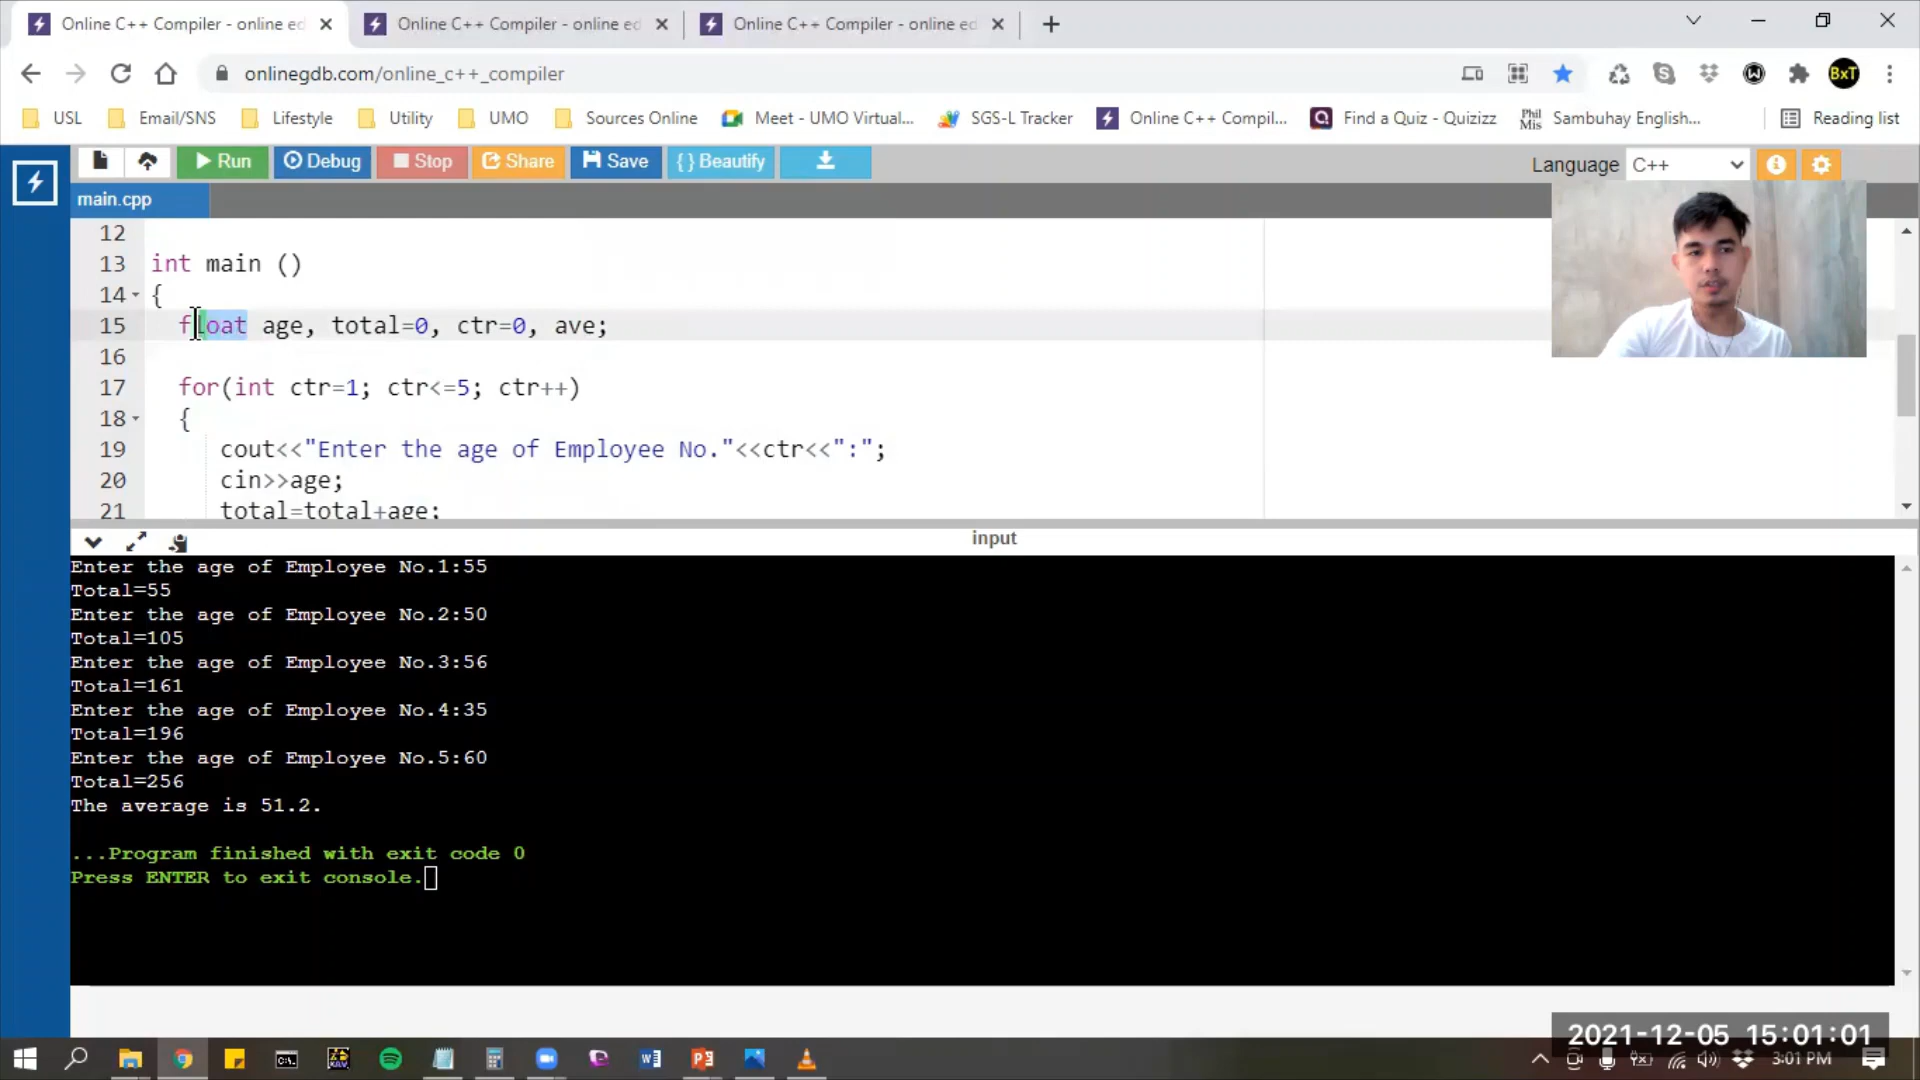 Online C++ Compiler - online ed
Online C++ Compiler - online ed
Online C++ Compiler - online ed
onlinegdb.com/online_c++_compiler
BxT
USL
Email/SNS
Lifestyle
Utility
UMO
Sources Online
Meet - UMO Virtual...
SGS-L Tracker
Online C++ Compil...
Find a Quiz - Quizizz
Phil
Mis
Sambuhay English...
Reading list
Run
Debug
Stop
Share
Save
{ } Beautify
Language C++
main.cpp
12
13 int main ()
14 {
15 float age, total=0, ctr=0, ave;
16
17 for(int ctr=1; ctr<=5; ctr++)
18 {
19 cout<<"Enter the age of Employee No."<<ctr<<":";
20 cin>>age;
21 total=total+age;
input
Enter the age of Employee No.1:55
Total=55
Enter the age of Employee No.2:50
Total=105
Enter the age of Employee No.3:56
Total=161
Enter the age of Employee No.4:35
Total=196
Enter the age of Employee No.5:60
Total=256
The average is 51.2.
...Program finished with exit code 0
Press ENTER to exit console.
2021-12-05 15:01:01
3:01 PM